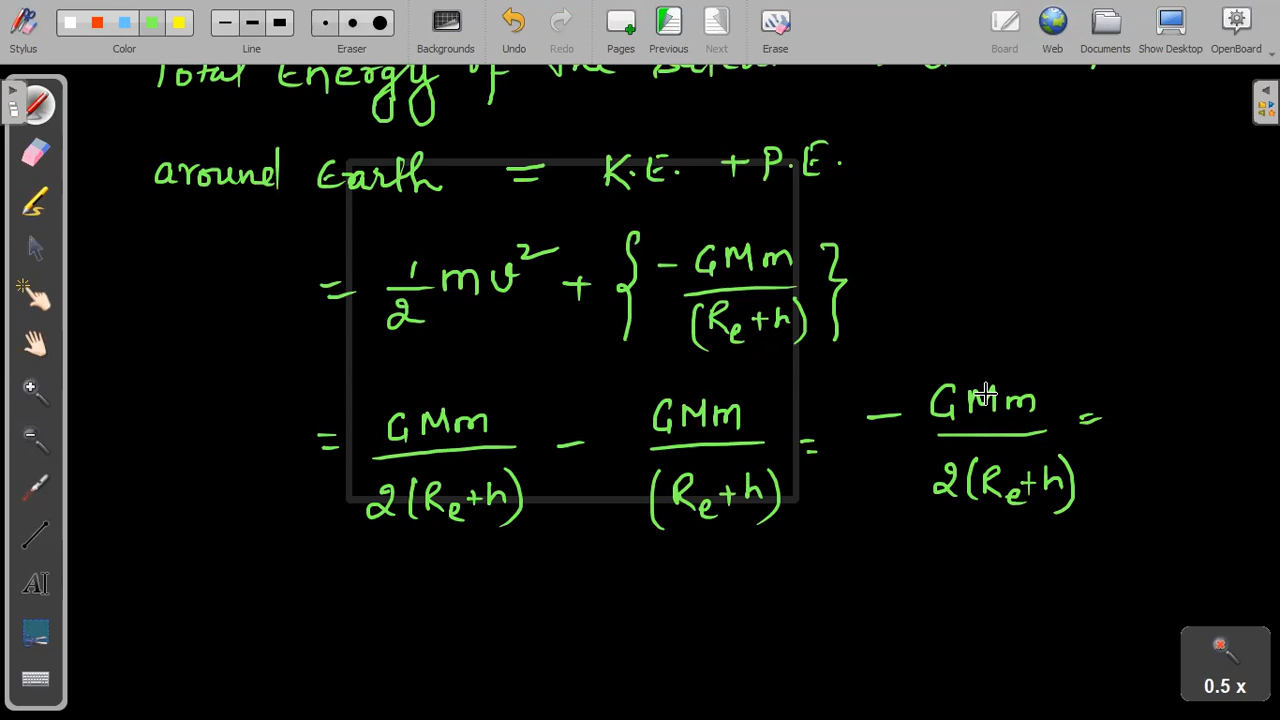 Stylus Color Line Eraser Backgrounds Undo Redo Pages Previous Next Erase Board Web Documents Show Desktop OpenBoard
Total Energy of the
around Earth = K.E. + P.E.
= 1/2 mv² + { - GMm/(Re+h) }
= GMm/2(Re+h) - GMm/(Re+h) = - GMm/2(Re+h) =
0.5 x